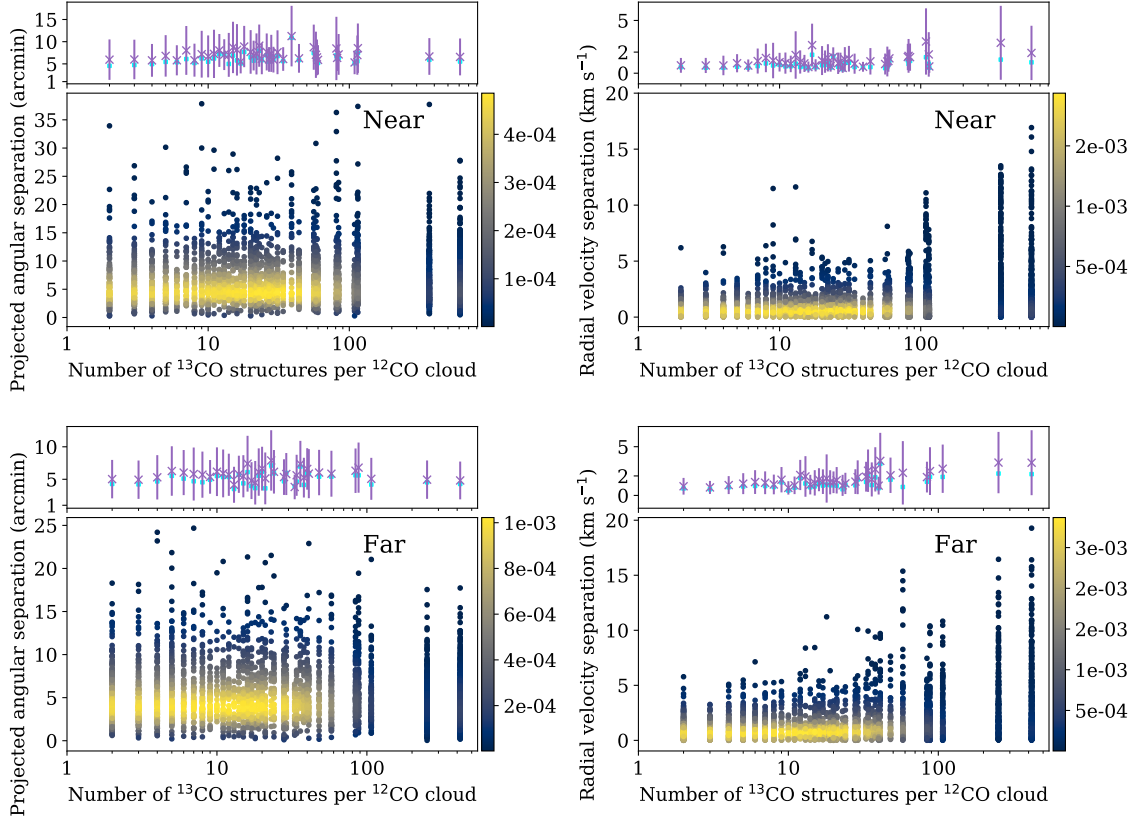 15
10
5
1
Projected angular separation (arcmin)
35
30
25
20
15
10
5
0
Near
4e-04
3e-04
2e-04
1e-04
1
10
100
Number of ¹³CO structures per ¹²CO cloud
5
2
0
Radial velocity separation (km s⁻¹)
20
15
10
5
0
Near
2e-03
1e-03
5e-04
1
10
100
Number of ¹³CO structures per ¹²CO cloud
10
5
1
Projected angular separation (arcmin)
25
20
15
10
5
0
Far
1e-03
8e-04
6e-04
4e-04
2e-04
1
10
100
Number of ¹³CO structures per ¹²CO cloud
5
2
0
Radial velocity separation (km s⁻¹)
20
15
10
5
0
Far
3e-03
2e-03
2e-03
1e-03
5e-04
1
10
100
Number of ¹³CO structures per ¹²CO cloud